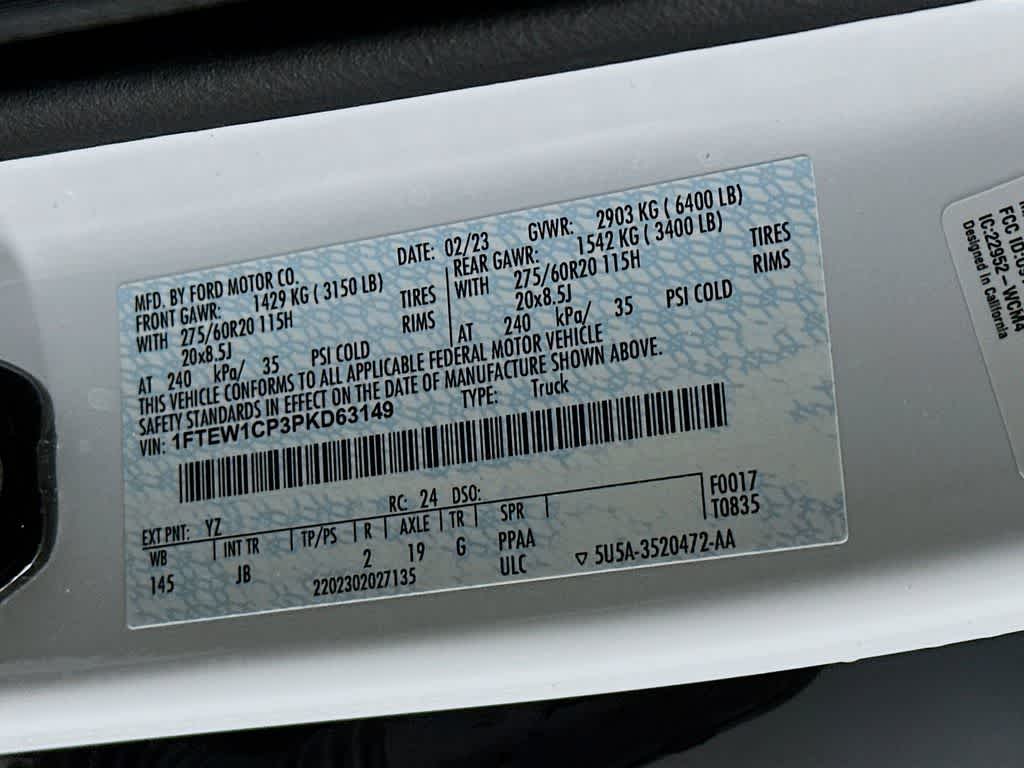 MFD. BY FORD MOTOR CO.
DATE: 02/23 GVWR: 2903 KG ( 6400 LB)
FRONT GAWR: 1429 KG ( 3150 LB)
REAR GAWR: 1542 KG ( 3400 LB)
WITH 275/60R20 115H TIRES
WITH 275/60R20 115H TIRES
20x8.5J RIMS
20x8.5J RIMS
AT 240 kPa/ 35 PSI COLD
AT 240 kPa/ 35 PSI COLD
THIS VEHICLE CONFORMS TO ALL APPLICABLE FEDERAL MOTOR VEHICLE
SAFETY STANDARDS IN EFFECT ON THE DATE OF MANUFACTURE SHOWN ABOVE.
VIN: 1FTEW1CP3PKD63149 TYPE: Truck
EXT PNT: YZ RC: 24 DSO:
F0017
T0835
WB INT TR TP/PS R AXLE TR SPR
145 JB 2 19 G PPAA
2202302027135 ULC
5U5A-3520472-AA
IC:22952-WCM4
Designed in California